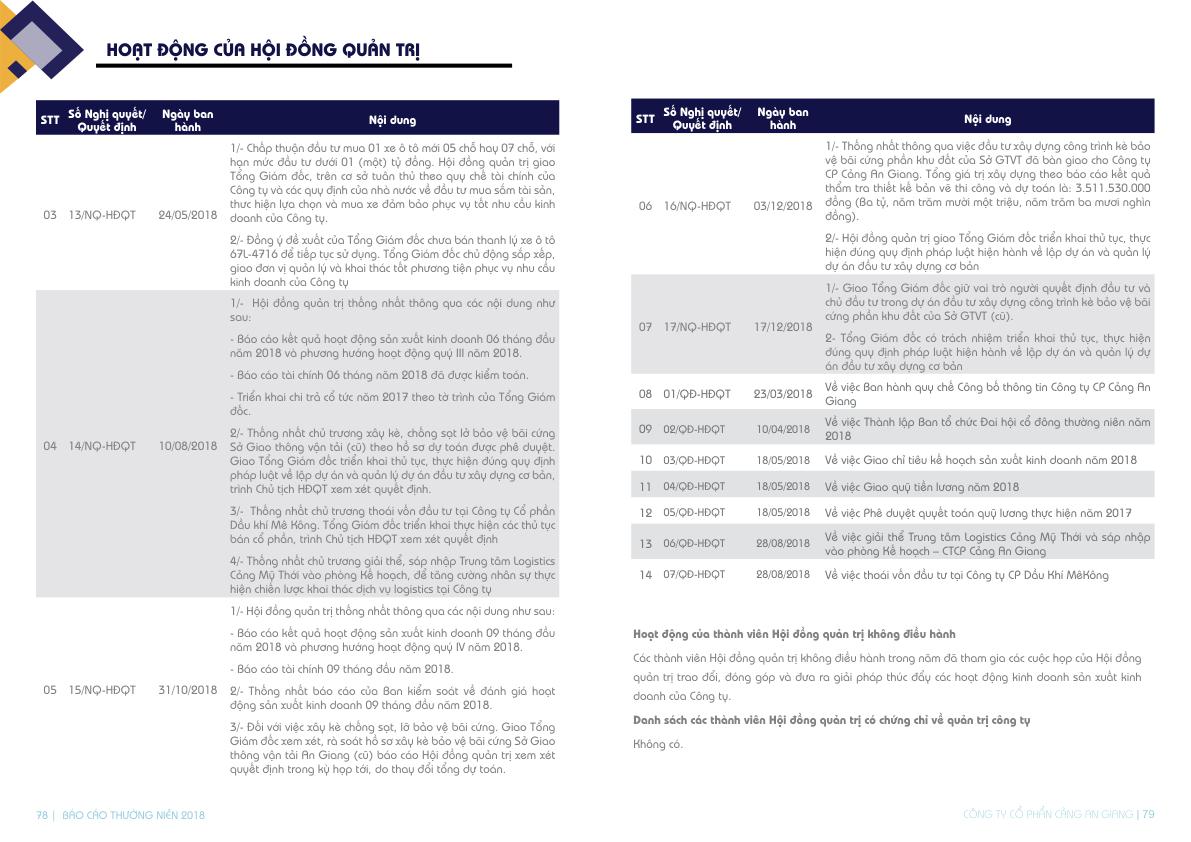 HOẠT ĐỘNG CỦA HỘI ĐỒNG QUẢN TRỊ
STT
Số Nghị quyết/
Quyết định
Ngày ban
hành
Nội dung
03
13/NQ-HĐQT
24/05/2018
1/- Chấp thuận đầu tư mua 01 xe ô tô mới 05 chỗ hay 07 chỗ, với
hạn mức đầu tư dưới 01 (một) tỷ đồng. Hội đồng quản trị giao
Tổng Giám đốc, trên cơ sở tuân thủ theo quy chế tài chính của
Công ty và các quy định của nhà nước về đầu tư mua sắm tài sản,
thưc hiện lựa chọn và mua xe đảm bảo phục vụ tốt nhu cầu kinh
doanh của Công ty.
2/- Đồng ý đề xuất của Tổng Giám đốc chưa bán thanh lý xe ô tô
67L-4716 để tiếp tục sử dụng. Tổng Giám đốc chủ động sắp xếp,
giao đơn vị quản lý và khai thác tốt phương tiện phục vụ nhu cầu
kinh doanh của Công ty
04
14/NQ-HĐQT
10/08/2018
1/- Hội đồng quản trị thống nhất thông qua các nội dung như
sau:
- Báo cáo kết quả hoạt động sản xuất kinh doanh 06 tháng đầu
năm 2018 và phương hướng hoạt động quý III năm 2018.
- Báo cáo tài chính 06 tháng năm 2018 đã được kiểm toán.
- Triển khai chi trả cổ tức năm 2017 theo tờ trình của Tổng Giám
đốc.
2/- Thống nhất chủ trương xây kè, chống sạt lở bảo vệ bãi cứng
Sở Giao thông vận tải (cũ) theo hồ sơ dự toán được phê duyệt.
Giao Tổng Giám đốc triển khai thủ tục, thực hiện đúng quy định
pháp luật về lập dự án và quản lý dự án đầu tư xây dựng cơ bản,
trình Chủ tịch HĐQT xem xét quyết định.
3/- Thống nhất chủ trương thoái vốn đầu tư tại Công ty Cổ phần
Dầu khí Mê Kông. Tổng Giám đốc triển khai thực hiện các thủ tục
bán cổ phần, trình Chủ tịch HĐQT xem xét quyết định
4/- Thống nhất chủ trương giải thể, sáp nhập Trung tâm Logistics
Cảng Mỹ Thới vào phòng Kế hoạch, để tăng cường nhân sự thực
hiện chiến lược khai thác dịch vụ logistics tại Công ty
05
15/NQ-HĐQT
31/10/2018
1/- Hội đồng quản trị thống nhất thông qua các nội dung như sau:
- Báo cáo kết quả hoạt động sản xuất kinh doanh 09 tháng đầu
năm 2018 và phương hướng hoạt động quý IV năm 2018.
- Báo cáo tài chính 09 tháng đầu năm 2018.
2/- Thống nhất báo cáo của Ban kiểm soát về đánh giá hoạt
động sản xuất kinh doanh 09 tháng đầu năm 2018.
3/- Đối với việc xây kè chống sạt, lở bảo vệ bãi cứng. Giao Tổng
Giám đốc xem xét, rà soát hồ sơ xây kè bảo vệ bãi cứng Sở Giao
thông vận tải An Giang (cũ) báo cáo Hội đồng quản trị xem xét
quyết định trong kỳ họp tới, do thay đổi tổng dự toán.
78 | BÁO CÁO THƯỜNG NIÊN 2018
STT
Số Nghị quyết/
Quyết định
Ngày ban
hành
Nội dung
06
16/NQ-HĐQT
03/12/2018
1/- Thống nhất thông qua việc đầu tư xây dựng công trình kè bảo
vệ bãi cứng phần khu đất của Sở GTVT đã bàn giao cho Công ty
CP Cảng An Giang. Tổng giá trị xây dựng theo báo cáo kết quả
thẩm tra thiết kế bản vẽ thi công và dự toán là: 3.511.530.000
đồng (Ba tỷ, năm trăm mười một triệu, năm trăm ba mươi nghìn
đồng).
2/- Hội đồng quản trị giao Tổng Giám đốc triển khai thủ tục, thực
hiện đúng quy định pháp luật hiện hành về lập dự án và quản lý
dự án đầu tư xây dựng cơ bản
07
17/NQ-HĐQT
17/12/2018
1/- Giao Tổng Giám đốc giữ vai trò người quyết định đầu tư và
chủ đầu tư trong dự án đầu tư xây dựng công trình kè bảo vệ bãi
cứng phần khu đất của Sở GTVT (cũ).
2- Tổng Giám đốc có trách nhiệm triển khai thủ tục, thực hiện
đúng quy định pháp luật hiện hành về lập dự án và quản lý dự
án đầu tư xây dựng cơ bản
08
01/QĐ-HĐQT
23/03/2018
Về việc Ban hành quy chế Công bố thông tin Công ty CP Cảng An
Giang
09
02/QĐ-HĐQT
10/04/2018
Về việc Thành lập Ban tổ chức Đai hội cổ đông thường niên năm
2018
10
03/QĐ-HĐQT
18/05/2018
Về việc Giao chỉ tiêu kế hoạch sản xuất kinh doanh năm 2018
11
04/QĐ-HĐQT
18/05/2018
Về việc Giao quỹ tiền lương năm 2018
12
05/QĐ-HĐQT
18/05/2018
Về việc Phê duyệt quyết toán quỹ lương thực hiện năm 2017
13
06/QĐ-HĐQT
28/08/2018
Về việc giải thể Trung tâm Logistics Cảng Mỹ Thới và sáp nhập
vào phòng Kế hoạch – CTCP Cảng An Giang
14
07/QĐ-HĐQT
28/08/2018
Về việc thoái vốn đầu tư tại Công ty CP Dầu Khí MêKông
Hoạt động của thành viên Hội đồng quản trị không điều hành
Các thành viên Hội đồng quản trị không điều hành trong năm đã tham gia các cuộc họp của Hội đồng
quản trị trao đổi, đóng góp và đưa ra giải pháp thúc đẩy các hoạt động kinh doanh sản xuất kinh
doanh của Công ty.
Danh sách các thành viên Hội đồng quản trị có chứng chỉ về quản trị công ty
Không có.
CÔNG TY CỔ PHẦN CẢNG AN GIANG | 79